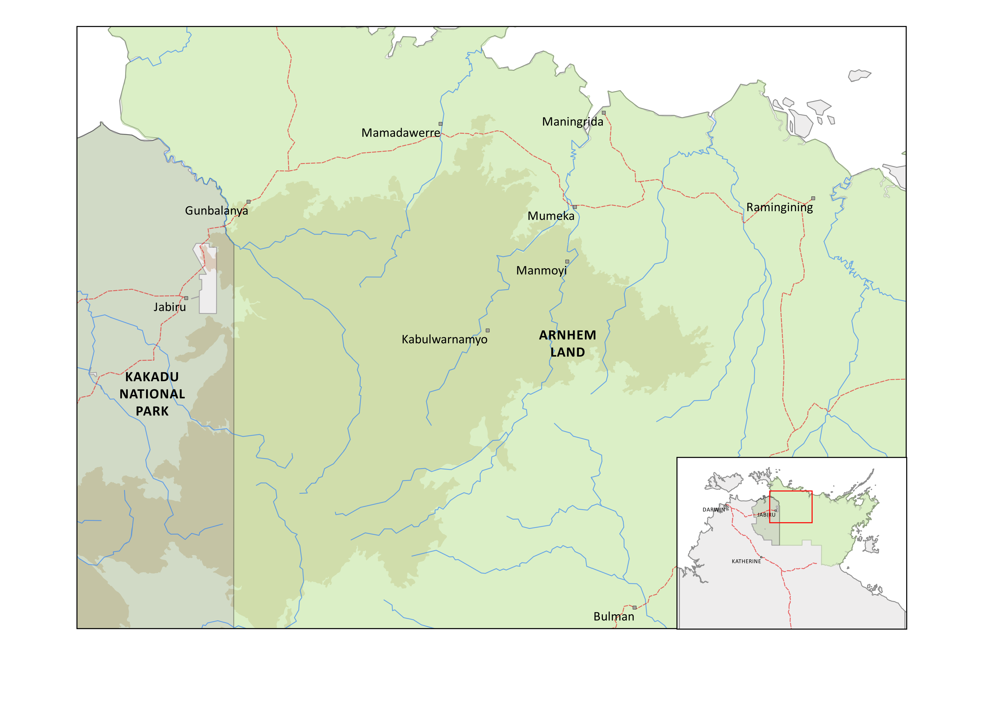 Maningrida
Mamadawerre
Gunbalanya
Ramingining
Mumeka
Manmoyi
Jabiru
Kabulwarnamyo
ARNHEM
LAND
KAKADU
NATIONAL
PARK
Bulman
DARWIN
JABIRU
KATHERINE